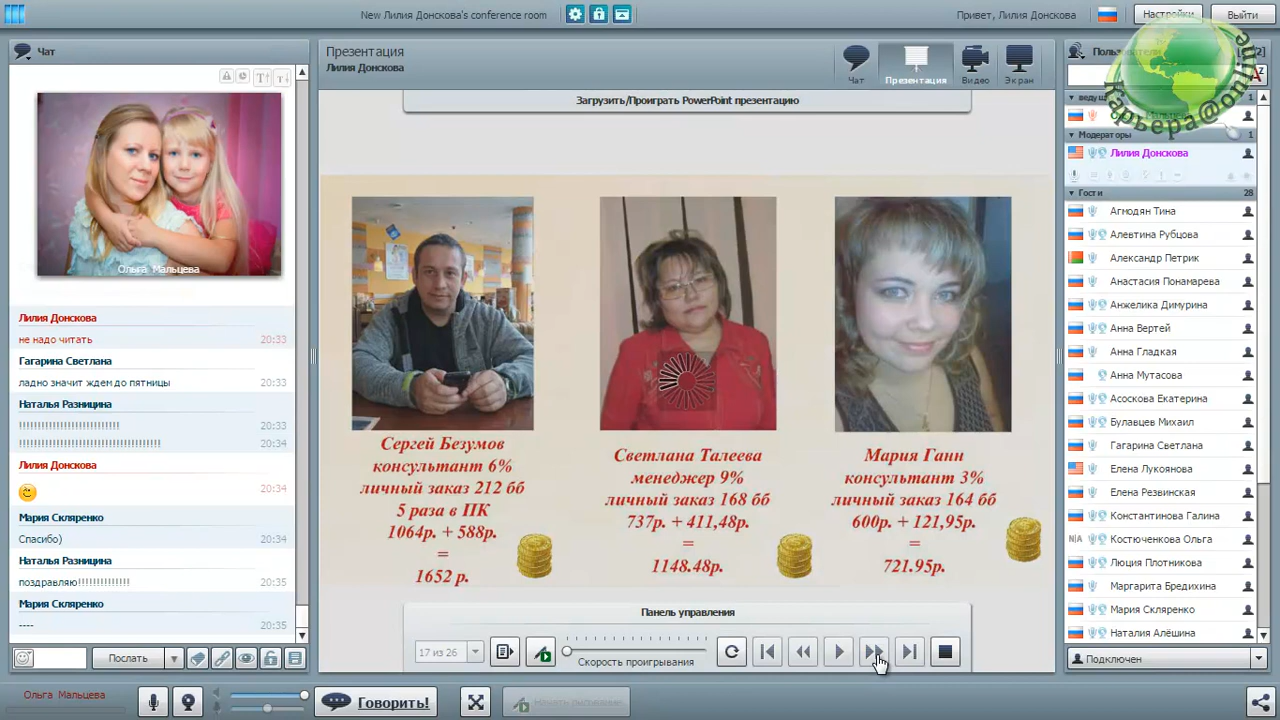 New Лилия Донскова's conference room
Привет, Лилия Донскова
Настройки
Выйти
Чат
T↑
T↓
Ольга Мальцева
Лилия Донскова
не надо читать
20:33
Гагарина Светлана
ладно значит ждем до пятницы
20:33
Наталья Разницина
!!!!!!!!!!!!!!!!!!!!!!!!!!
20:33
!!!!!!!!!!!!!!!!!!!!!!!!!!!!!!!!!!!!!
20:34
Лилия Донскова
20:34
Мария Скляренко
Спасибо)
20:34
Наталья Разницина
поздравляю!!!!!!!!!!!!!
20:35
Мария Скляренко
----
20:35
Послать
Презентация
Лилия Донскова
Чат
Презентация
Видео
Экран
Загрузить/Проиграть PowerPoint презентацию
Сергей Безумов
консультант 6%
личный заказ 212 бб
5 раза в ПК
1064р. + 588р.
=
1652 р.
Светлана Талеева
менеджер 9%
личный заказ 168 бб
737р. + 411,48р.
=
1148.48р.
Мария Ганн
консультант 3%
личный заказ 164 бб
600р. + 121,95р.
=
721.95р.
Панель управления
17 из 26
Скорость проигрывания
карьера@online
Модераторы
1
Лилия Донскова
Гости
28
Агмодян Тина
Алевтина Рубцова
Александр Петрик
Анастасия Понамарева
Анжелика Димурина
Анна Вертей
Анна Гладкая
Анна Мутасова
Асоскова Екатерина
Булавцев Михаил
Гагарина Светлана
Елена Лукоянова
Елена Резвинская
Константинова Галина
N/A
Костюченкова Ольга
Люция Плотникова
Маргарита Бредихина
Мария Скляренко
Наталия Алёшина
Подключен
Ольга Мальцева
Говорить!